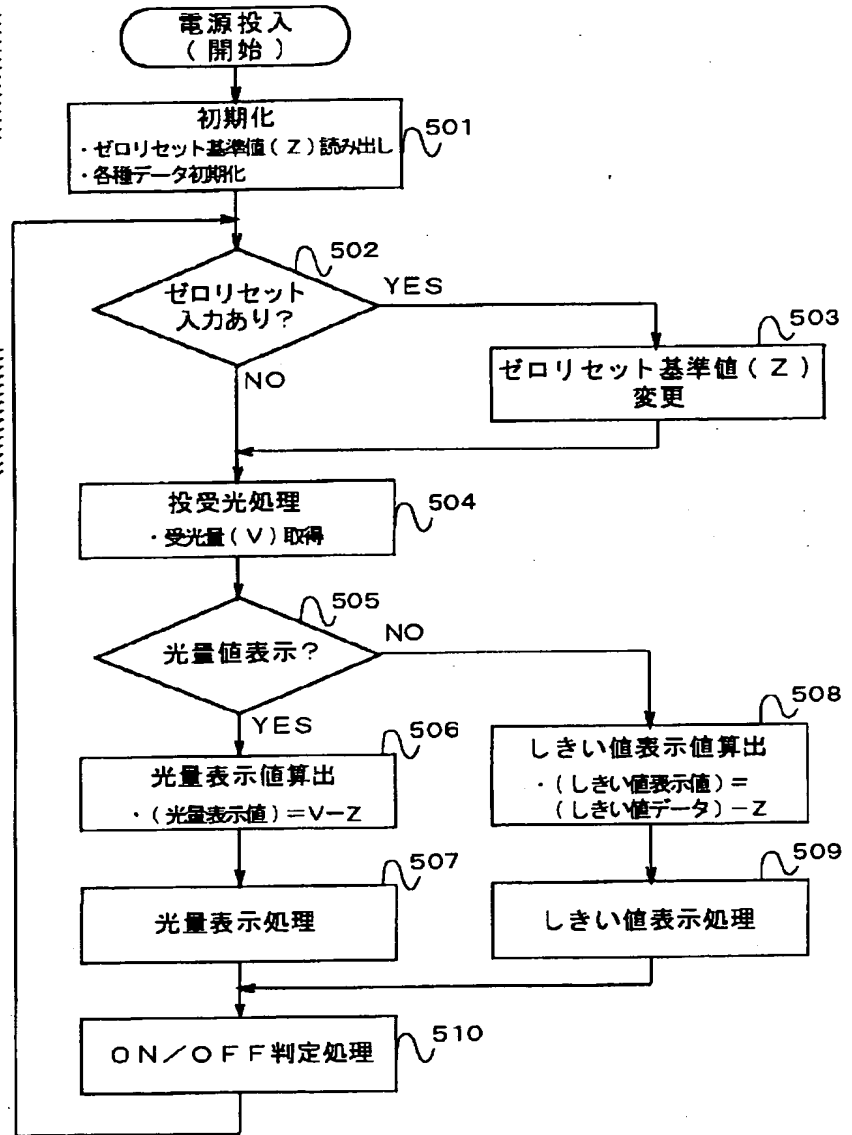 電源投入
(開始)
初期化
・ゼロリセット基準値(Z)読み出し
・各種データ初期化
501
502
ゼロリセット
入力あり?
YES
NO
503
ゼロリセット基準値(Z)
変更
投受光処理
・受光量(V)取得
504
505
光量値表示?
NO
YES
506
光量表示値算出
・(光量表示値)=V-Z
508
しきい値表示値算出
・(しきい値表示値)=
(しきい値データ)-Z
507
光量表示処理
509
しきい値表示処理
ON/OFF判定処理
510